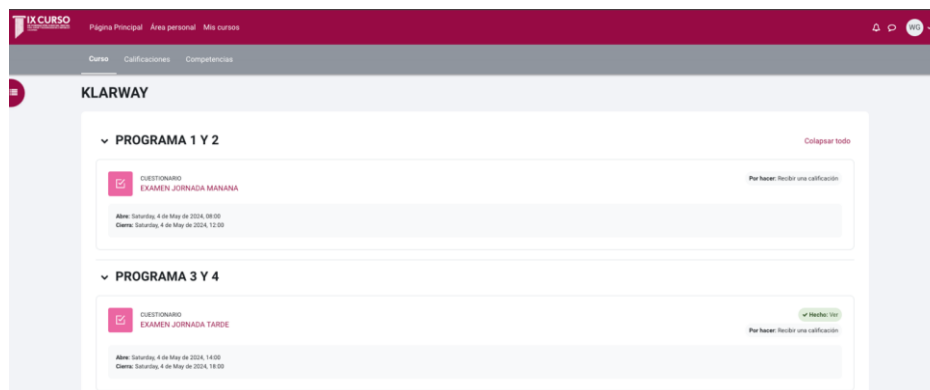 IX CURSO
Página Principal Área personal Mis cursos
WG
Curso Calificaciones Competencias
KLARWAY
PROGRAMA 1 Y 2
Colapsar todo
CUESTIONARIO
EXAMEN JORNADA MANANA
Por hacer: Recibir una calificación
Abre: Saturday, 4 de May de 2024, 08:00
Cierra: Saturday, 4 de May de 2024, 12:00
PROGRAMA 3 Y 4
CUESTIONARIO
EXAMEN JORNADA TARDE
Hecho: Ver
Por hacer: Recibir una calificación
Abre: Saturday, 4 de May de 2024, 14:00
Cierra: Saturday, 4 de May de 2024, 18:00